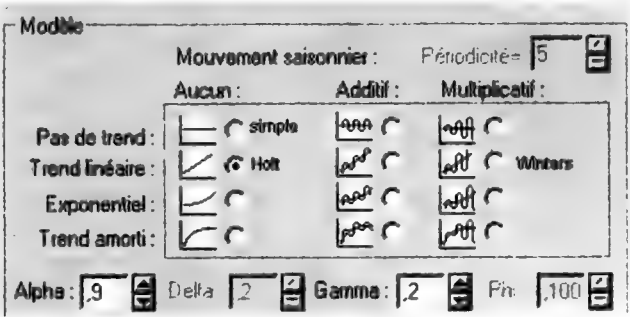 Modèle
Mouvement saisonnier : Périodicité= 5
Aucun : Additif : Multiplicatif :
Pas de trend : simple
Trend linéaire : Holt Winters
Exponentiel :
Trend amorti :
Alpha : ,9 Delta ,2 Gamma : ,2 Phi: ,100